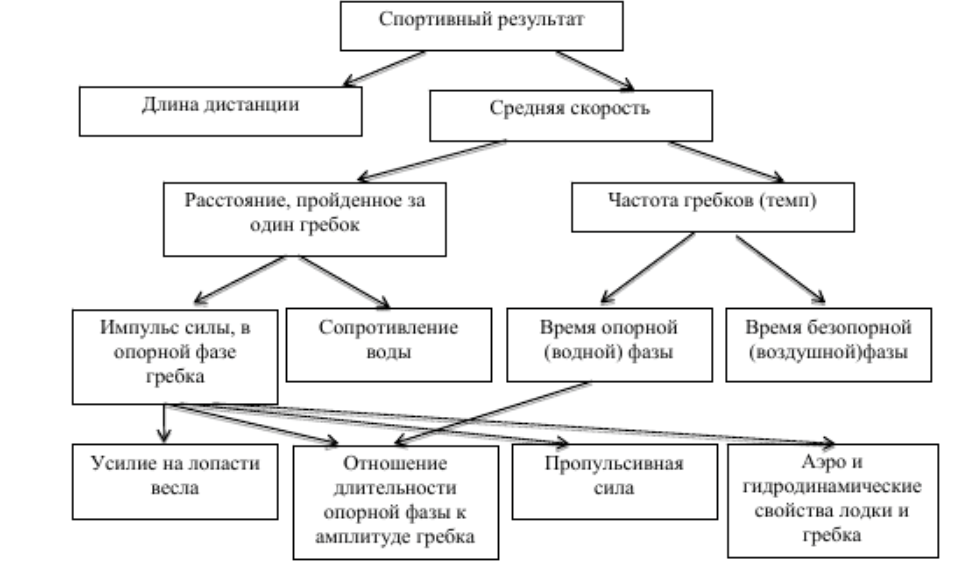 Спортивный результат
Длина дистанции
Средняя скорость
Расстояние, пройденное за
один гребок
Частота гребков (темп)
Импульс силы, в
опорной фазе
гребка
Сопротивление
воды
Время опорной
(водной) фазы
Время безопорной
(воздушной)фазы
Усилие на лопасти
весла
Отношение
длительности
опорной фазы к
амплитуде гребка
Пропульсивная
сила
Аэро и
гидродинамические
свойства лодки и
гребка